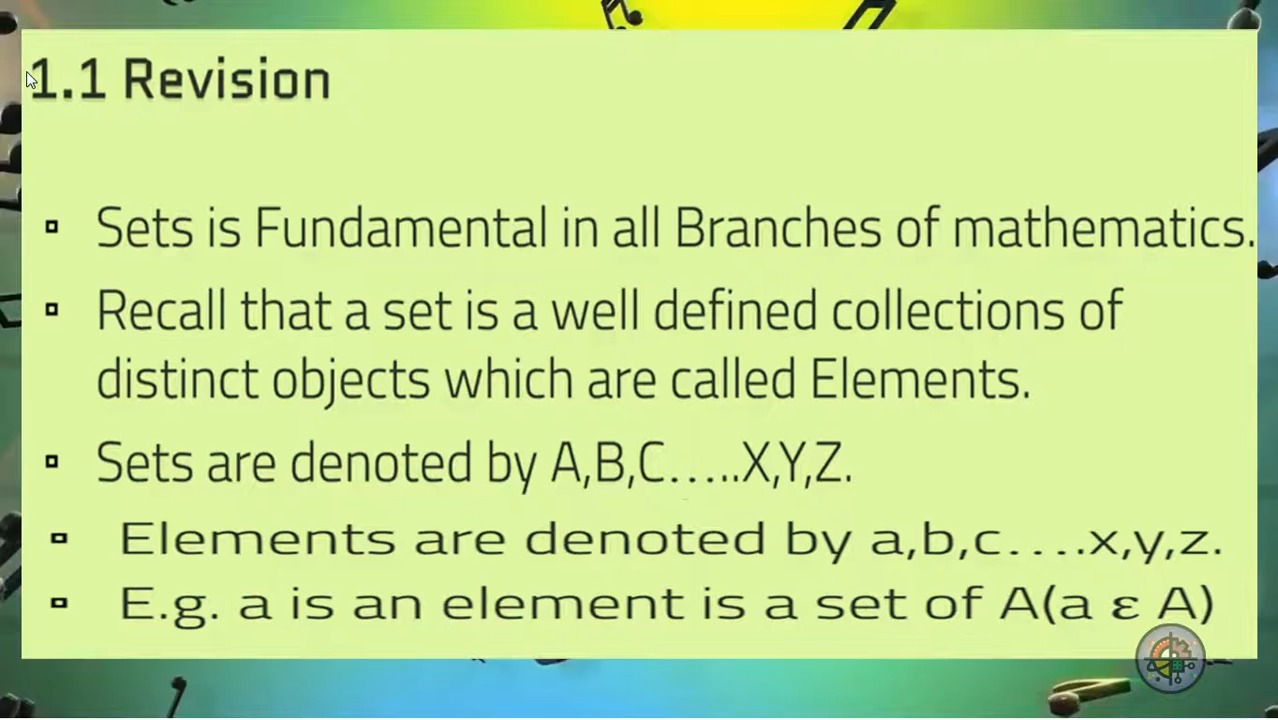 1.1 Revision
▫ Sets is Fundamental in all Branches of mathematics.
▫ Recall that a set is a well defined collections of
distinct objects which are called Elements.
▫ Sets are denoted by A,B,C…..X,Y,Z.
▫ Elements are denoted by a,b,c….x,y,z.
▫ E.g. a is an element is a set of A(a ε A)